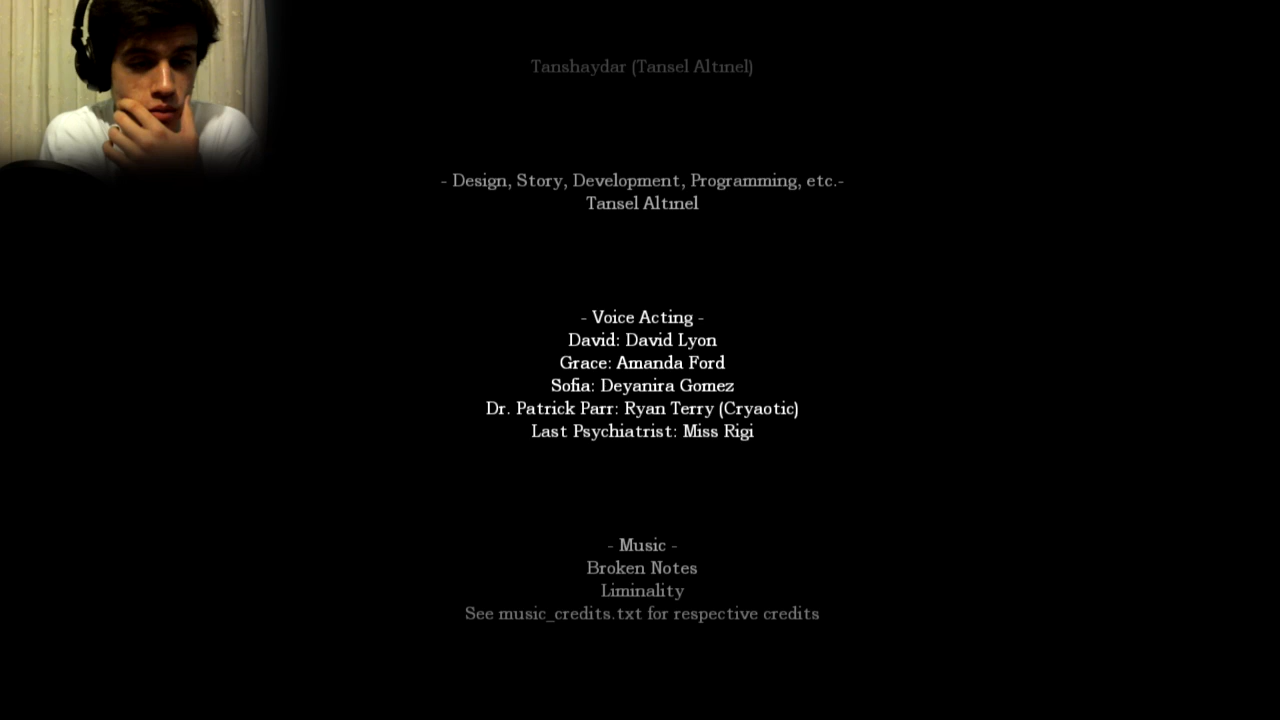 Tanshaydar (Tansel Altınel)
- Design, Story, Development, Programming, etc.-
Tansel Altınel
- Voice Acting -
David: David Lyon
Grace: Amanda Ford
Sofia: Deyanira Gomez
Dr. Patrick Parr: Ryan Terry (Cryaotic)
Last Psychiatrist: Miss Rigi
- Music -
Broken Notes
Liminality
See music_credits.txt for respective credits